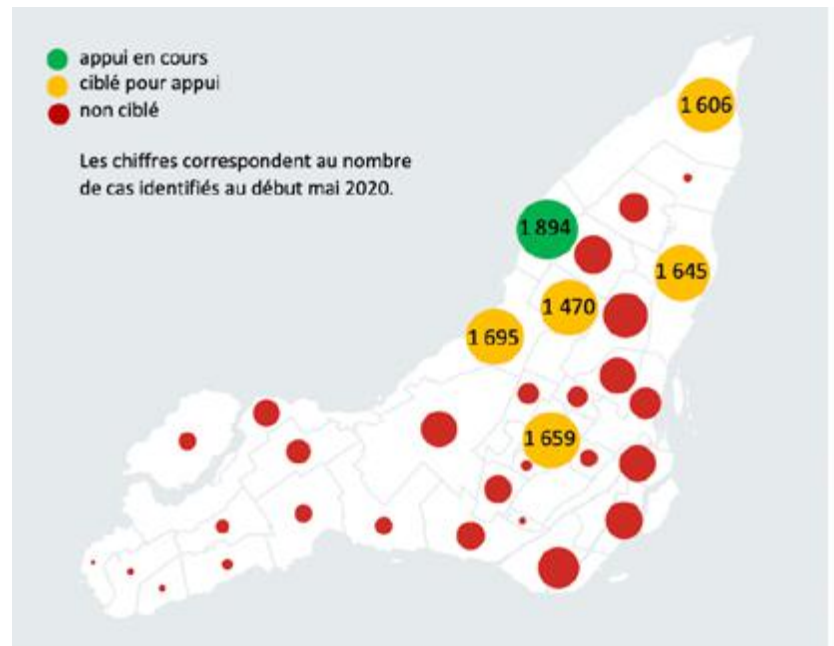 appui en cours
ciblé pour appui
non ciblé
Les chiffres correspondent au nombre
de cas identifiés au début mai 2020.
1 606
1 894
1 645
1 470
1 695
1 659